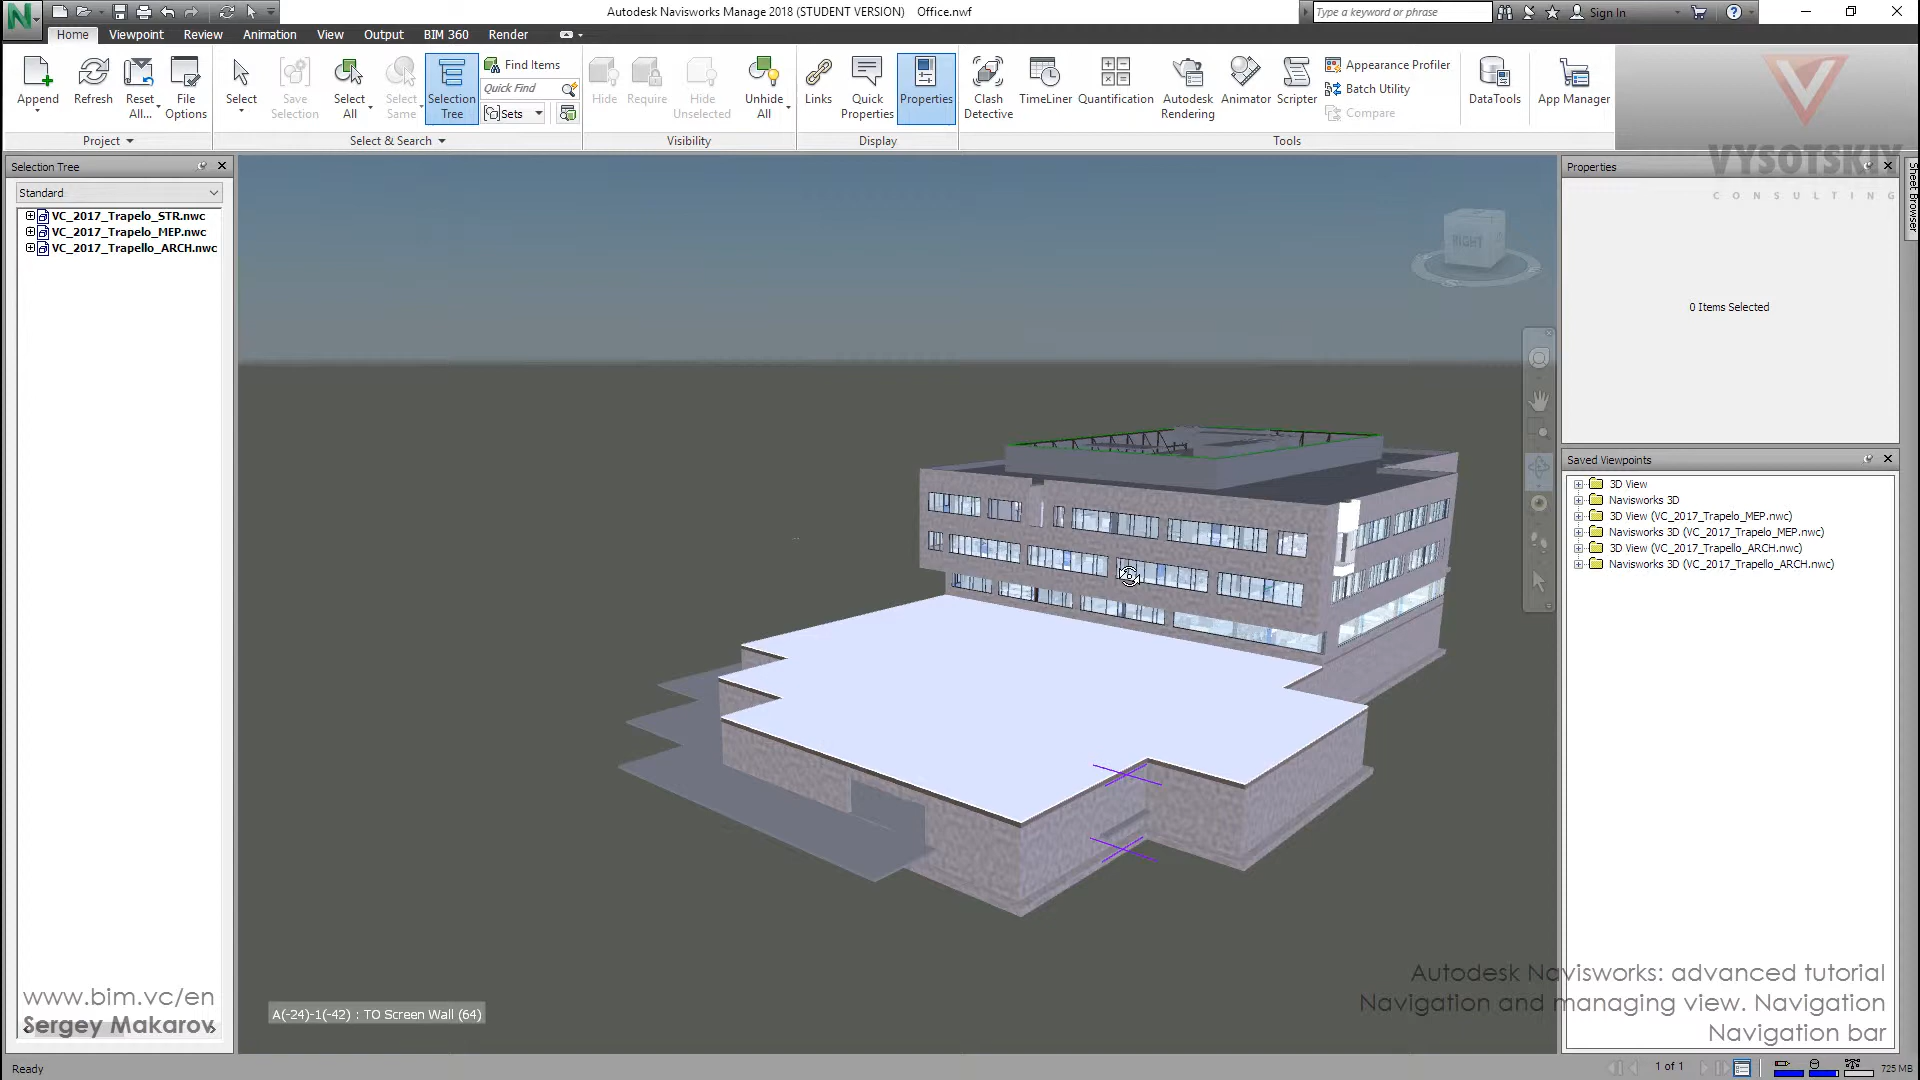 Autodesk Navisworks Manage 2018 (STUDENT VERSION) Office.nwf
Type a keyword or phrase
Sign In
Home Viewpoint Review Animation View Output BIM 360 Render
Append
Refresh
Reset All...
File Options
Project
Select
Save Selection
Select All
Select Same
Selection Tree
Find Items
Quick Find
Sets
Select & Search
Hide
Require
Hide Unselected
Unhide All
Visibility
Links
Quick Properties
Properties
Display
Clash Detective
TimeLiner
Quantification
Autodesk Rendering
Animator
Scripter
Appearance Profiler
Batch Utility
Compare
Tools
DataTools
App Manager
VYSOTSKIY
CONSULTING
Selection Tree
Standard
VC_2017_Trapelo_STR.nwc
VC_2017_Trapelo_MEP.nwc
VC_2017_Trapello_ARCH.nwc
RIGHT
Properties
0 Items Selected
Sheet Browser
Saved Viewpoints
3D View
Navisworks 3D
3D View (VC_2017_Trapelo_MEP.nwc)
Navisworks 3D (VC_2017_Trapelo_MEP.nwc)
3D View (VC_2017_Trapello_ARCH.nwc)
Navisworks 3D (VC_2017_Trapello_ARCH.nwc)
A(-24)-1(-42) : TO Screen Wall (64)
www.bim.vc/en
Sergey Makarov
Autodesk Navisworks: advanced tutorial
Navigation and managing view. Navigation
Navigation bar
Ready
1 of 1
725 MB